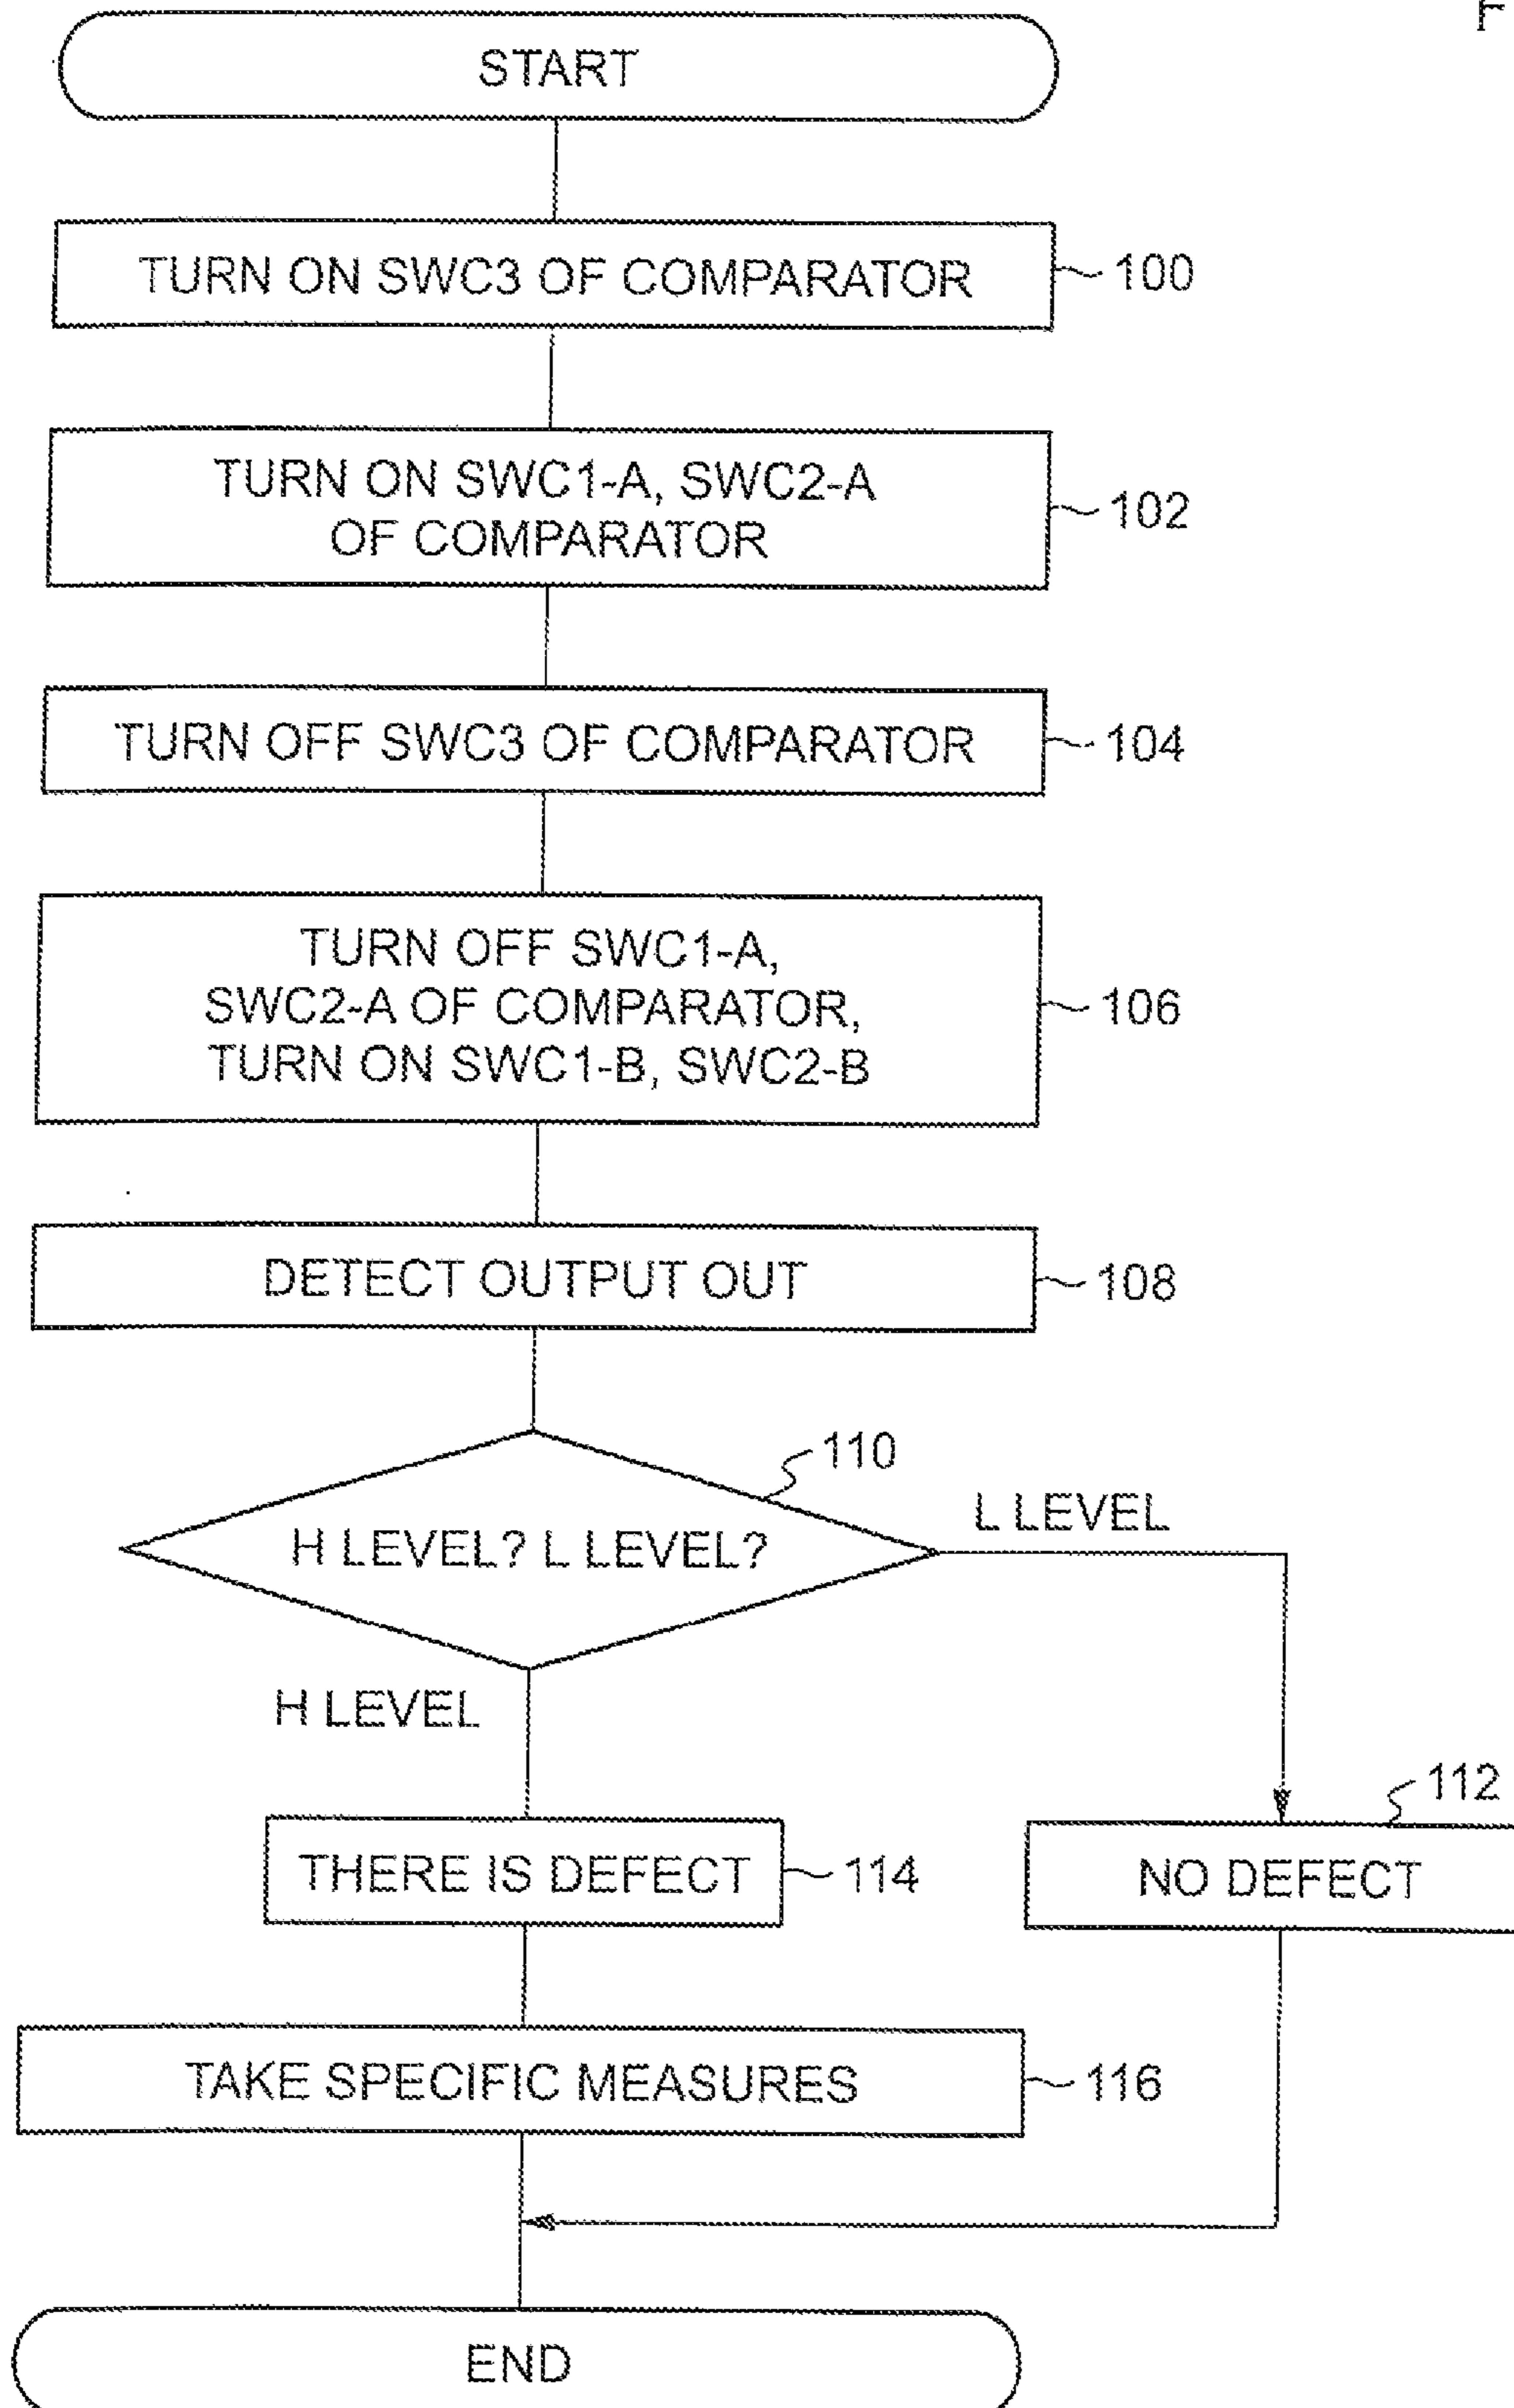 F
START
TURN ON SWC3 OF COMPARATOR
100
TURN ON SWC1-A, SWC2-A
OF COMPARATOR
102
TURN OFF SWC3 OF COMPARATOR
104
TURN OFF SWC1-A,
SWC2-A OF COMPARATOR,
TURN ON SWC1-B, SWC2-B
106
DETECT OUTPUT OUT
108
110
H LEVEL? L LEVEL?
L LEVEL
H LEVEL
112
THERE IS DEFECT
114
NO DEFECT
TAKE SPECIFIC MEASURES
116
END